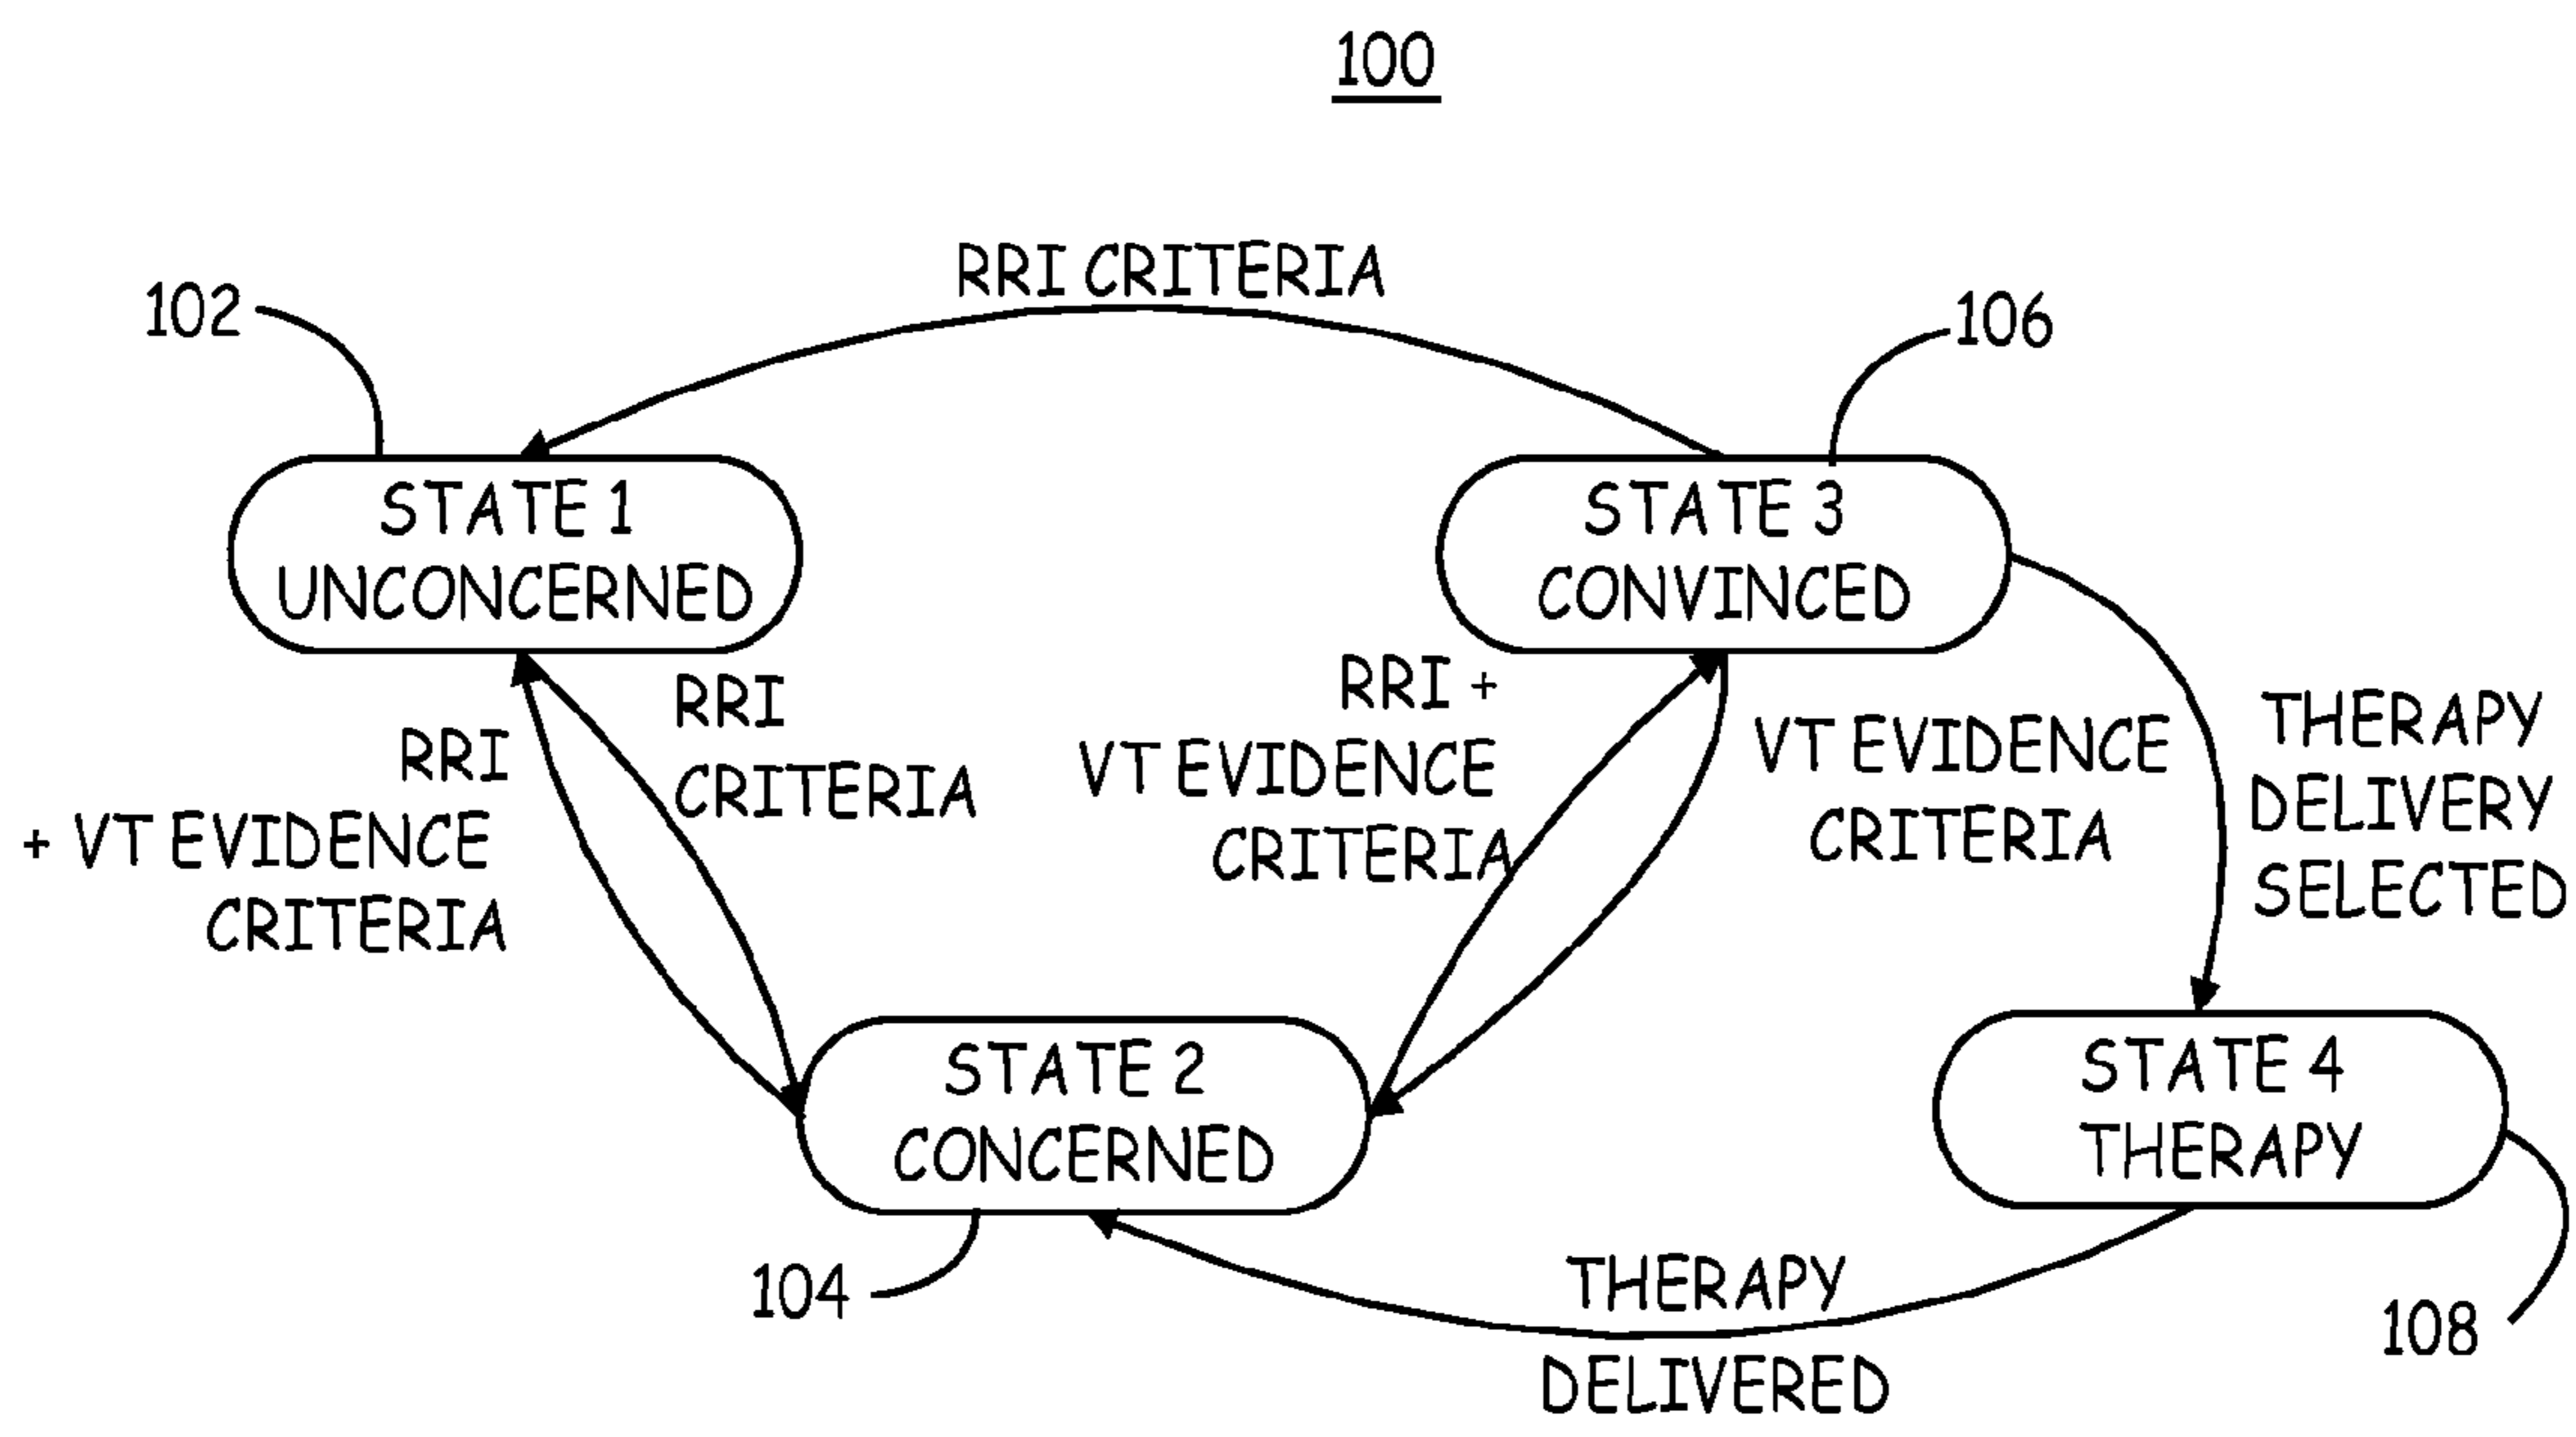 100
RRI CRITERIA
102
106
STATE 1
UNCONCERNED
STATE 3
CONVINCED
RRI
+ VT EVIDENCE
CRITERIA
RRI
CRITERIA
RRI +
VT EVIDENCE
CRITERIA
VT EVIDENCE
CRITERIA
THERAPY
DELIVERY
SELECTED
STATE 2
CONCERNED
STATE 4
THERAPY
104
THERAPY
DELIVERED
108